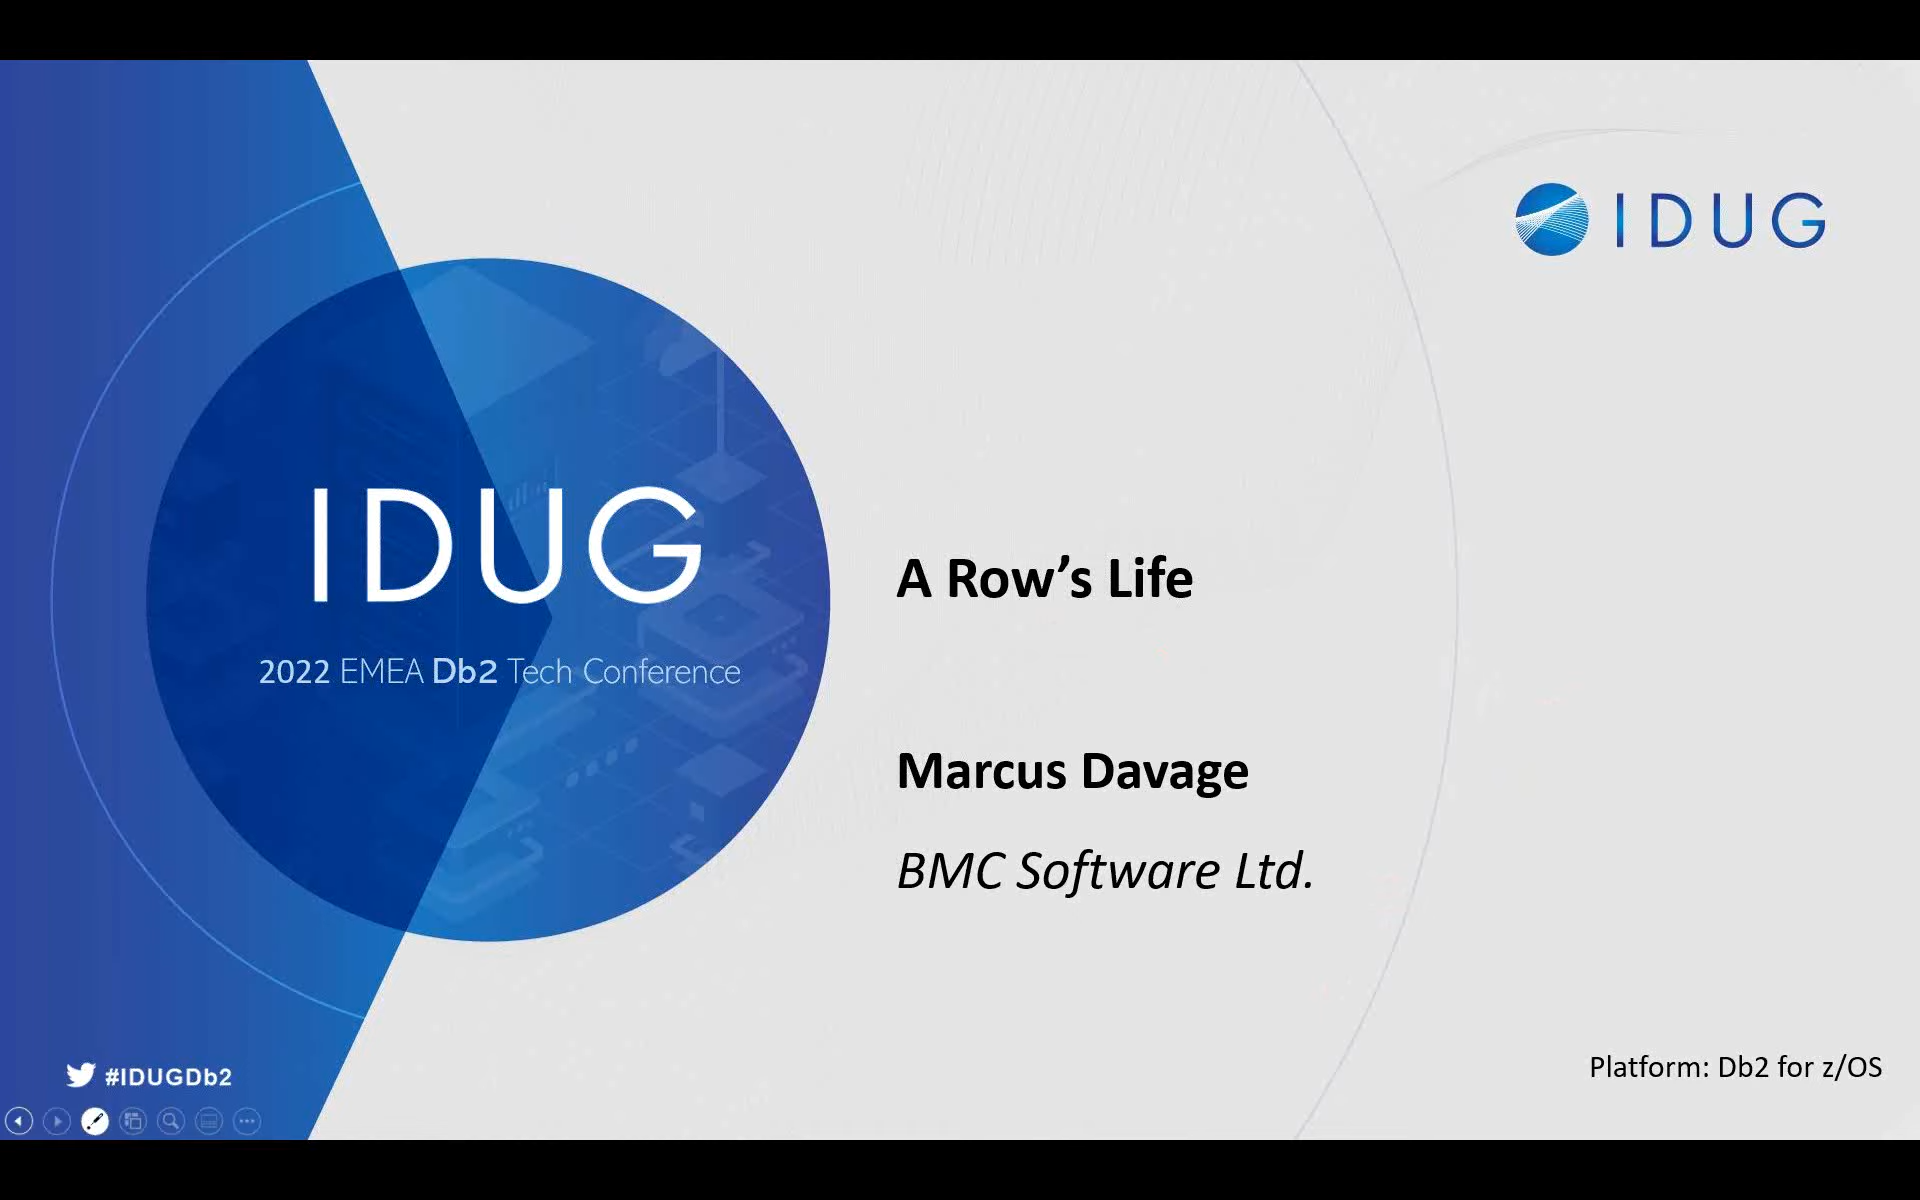 IDUG
IDUG
2022 EMEA Db2 Tech Conference
A Row’s Life
Marcus Davage
BMC Software Ltd.
#IDUGDb2
Platform: Db2 for z/OS